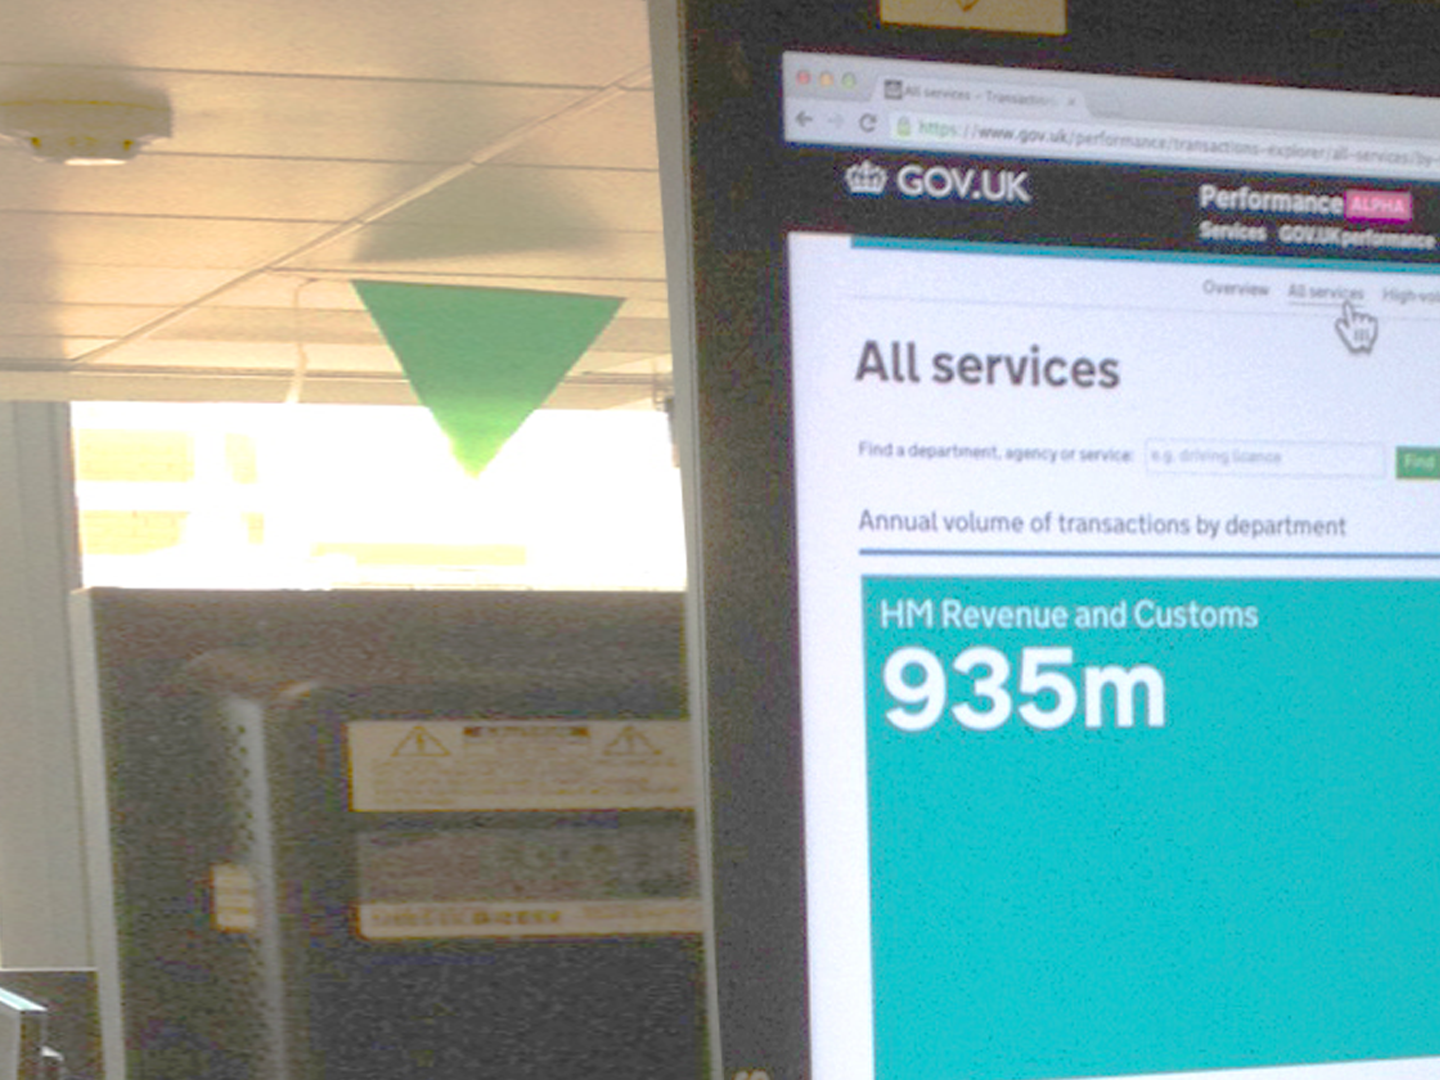 All services - Transactions
https://www.gov.uk/performance/transactions-explorer/all-services/by-
GOV.UK
Performance ALPHA
Services GOV.UK performance
Overview All services High-vol
All services
Find a department, agency or service: e.g. driving licence Find
Annual volume of transactions by department
HM Revenue and Customs
935m